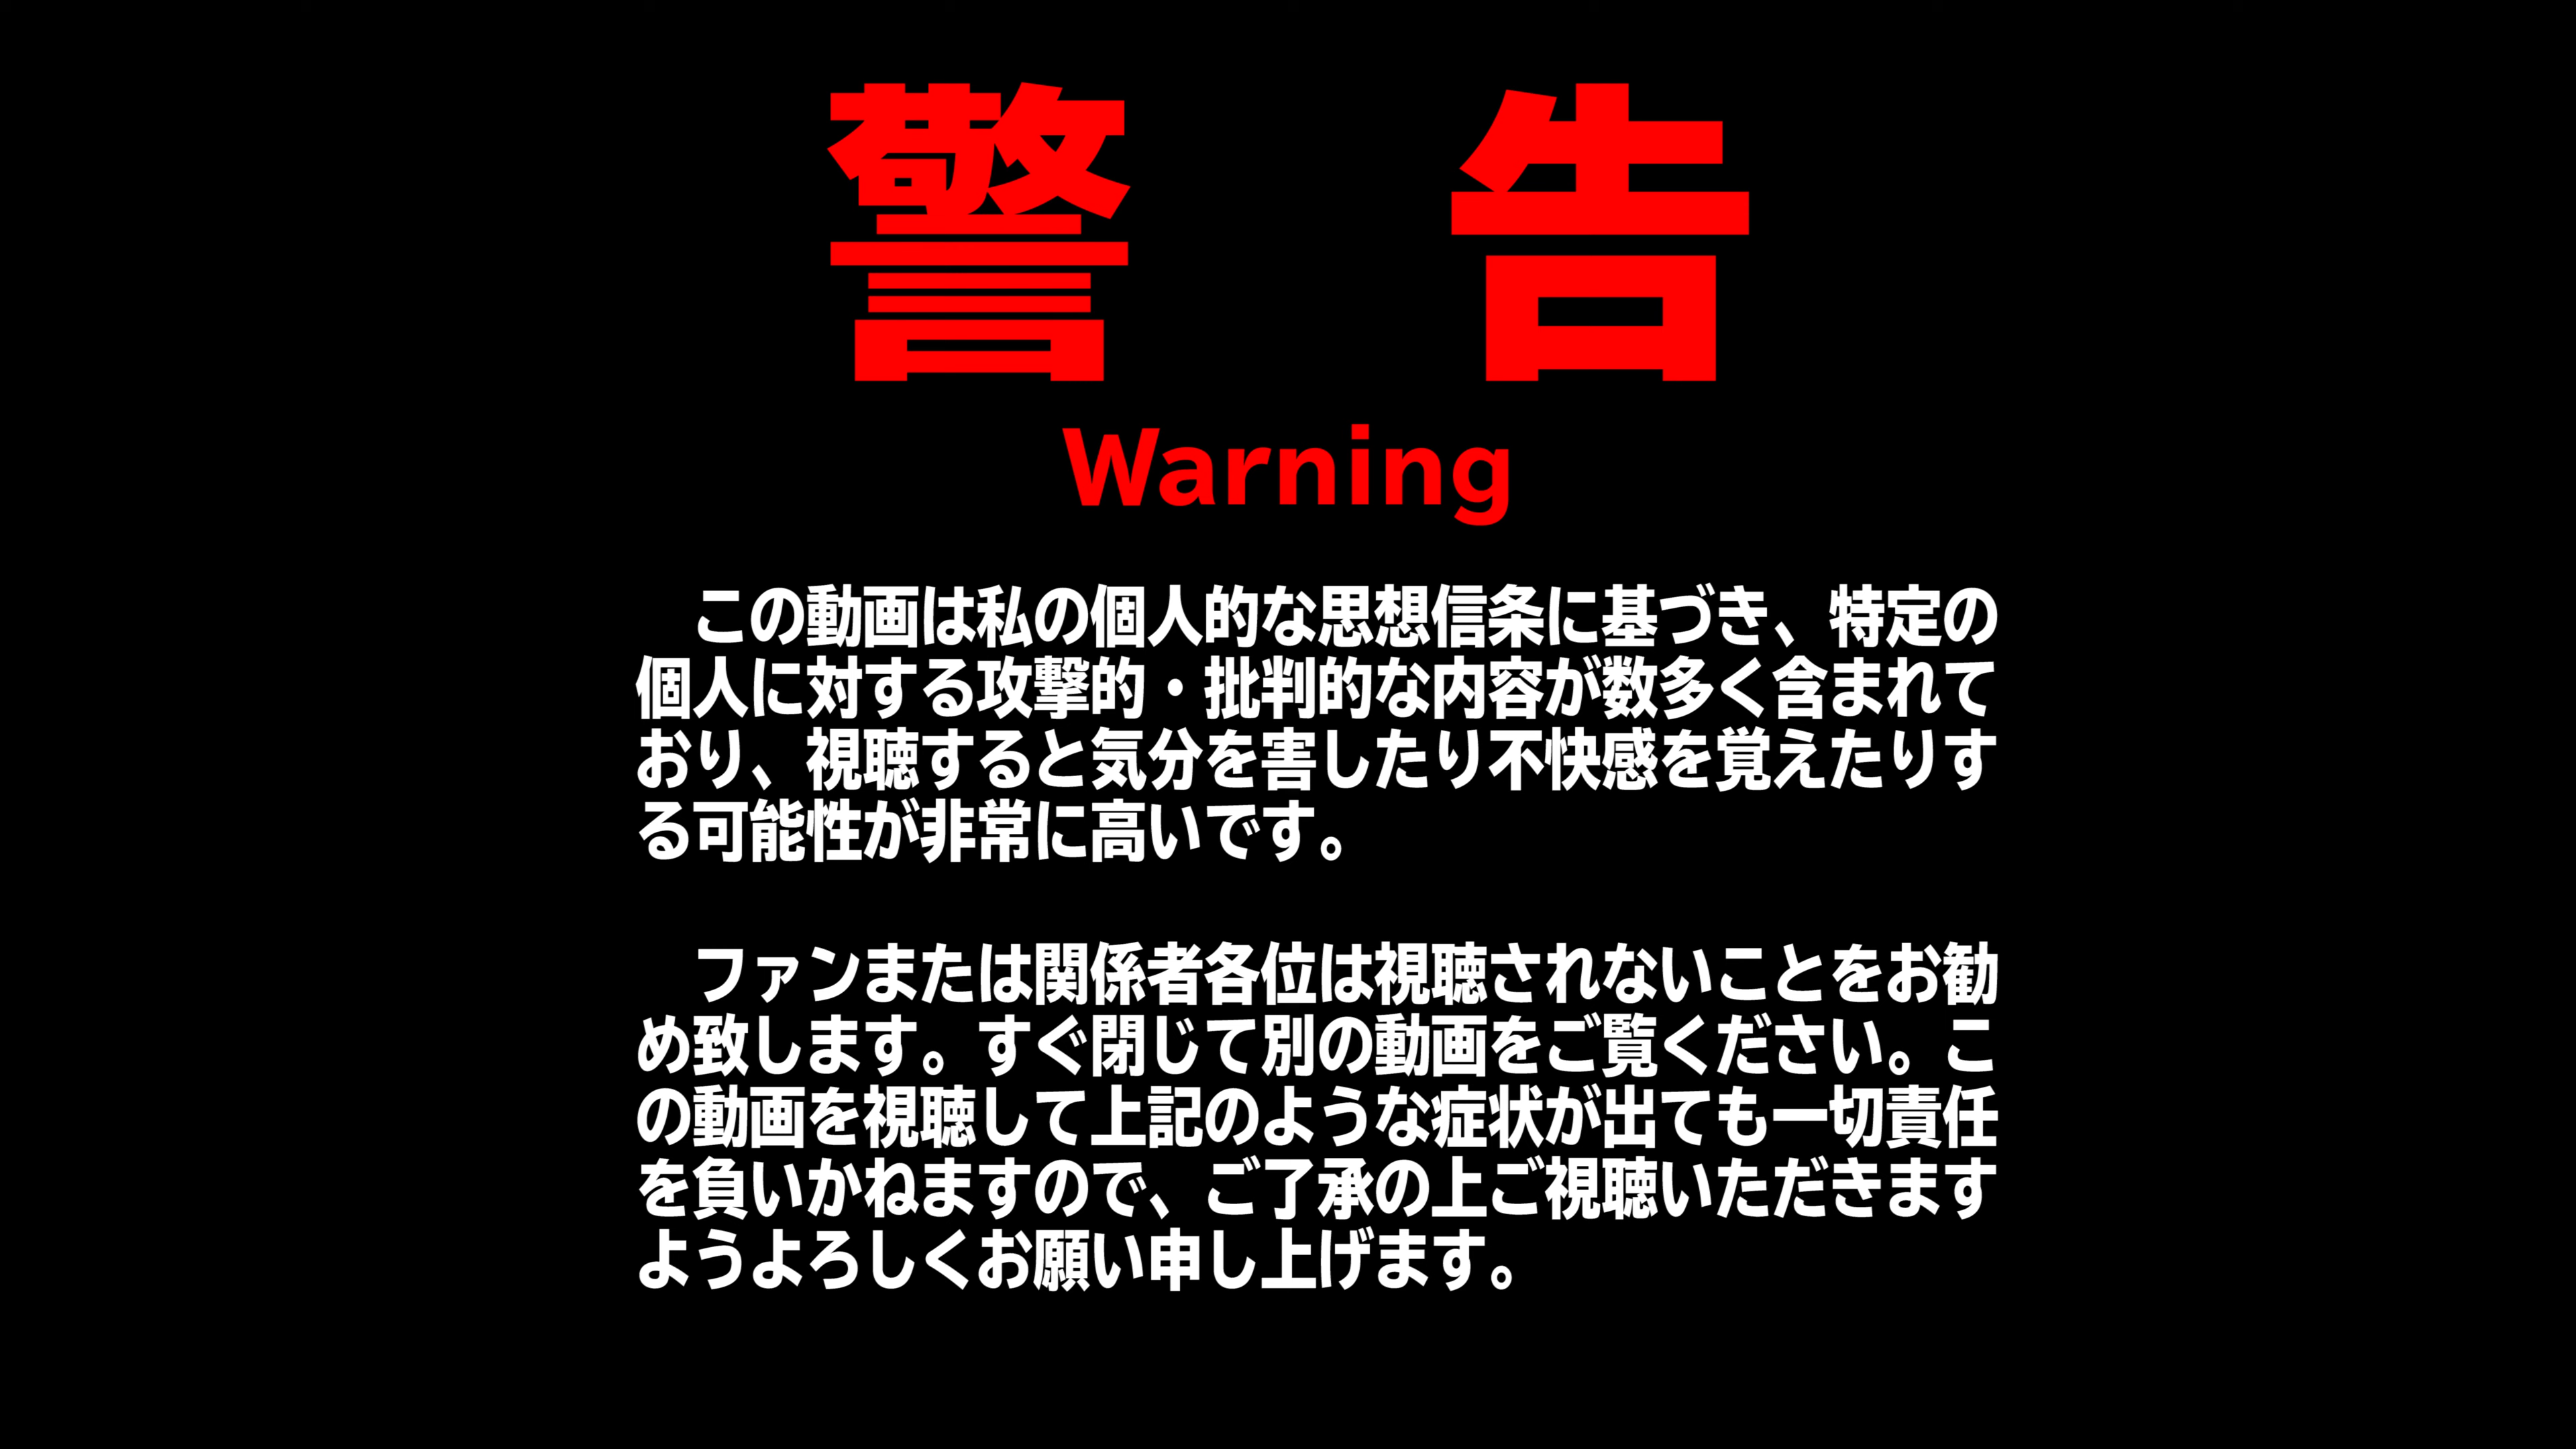 警　告
Warning
　この動画は私の個人的な思想信条に基づき、特定の
個人に対する攻撃的・批判的な内容が数多く含まれて
おり、視聴すると気分を害したり不快感を覚えたりす
る可能性が非常に高いです。
　ファンまたは関係者各位は視聴されないことをお勧
め致します。すぐ閉じて別の動画をご覧ください。こ
の動画を視聴して上記のような症状が出ても一切責任
を負いかねますので、ご了承の上ご視聴いただきます
ようよろしくお願い申し上げます。